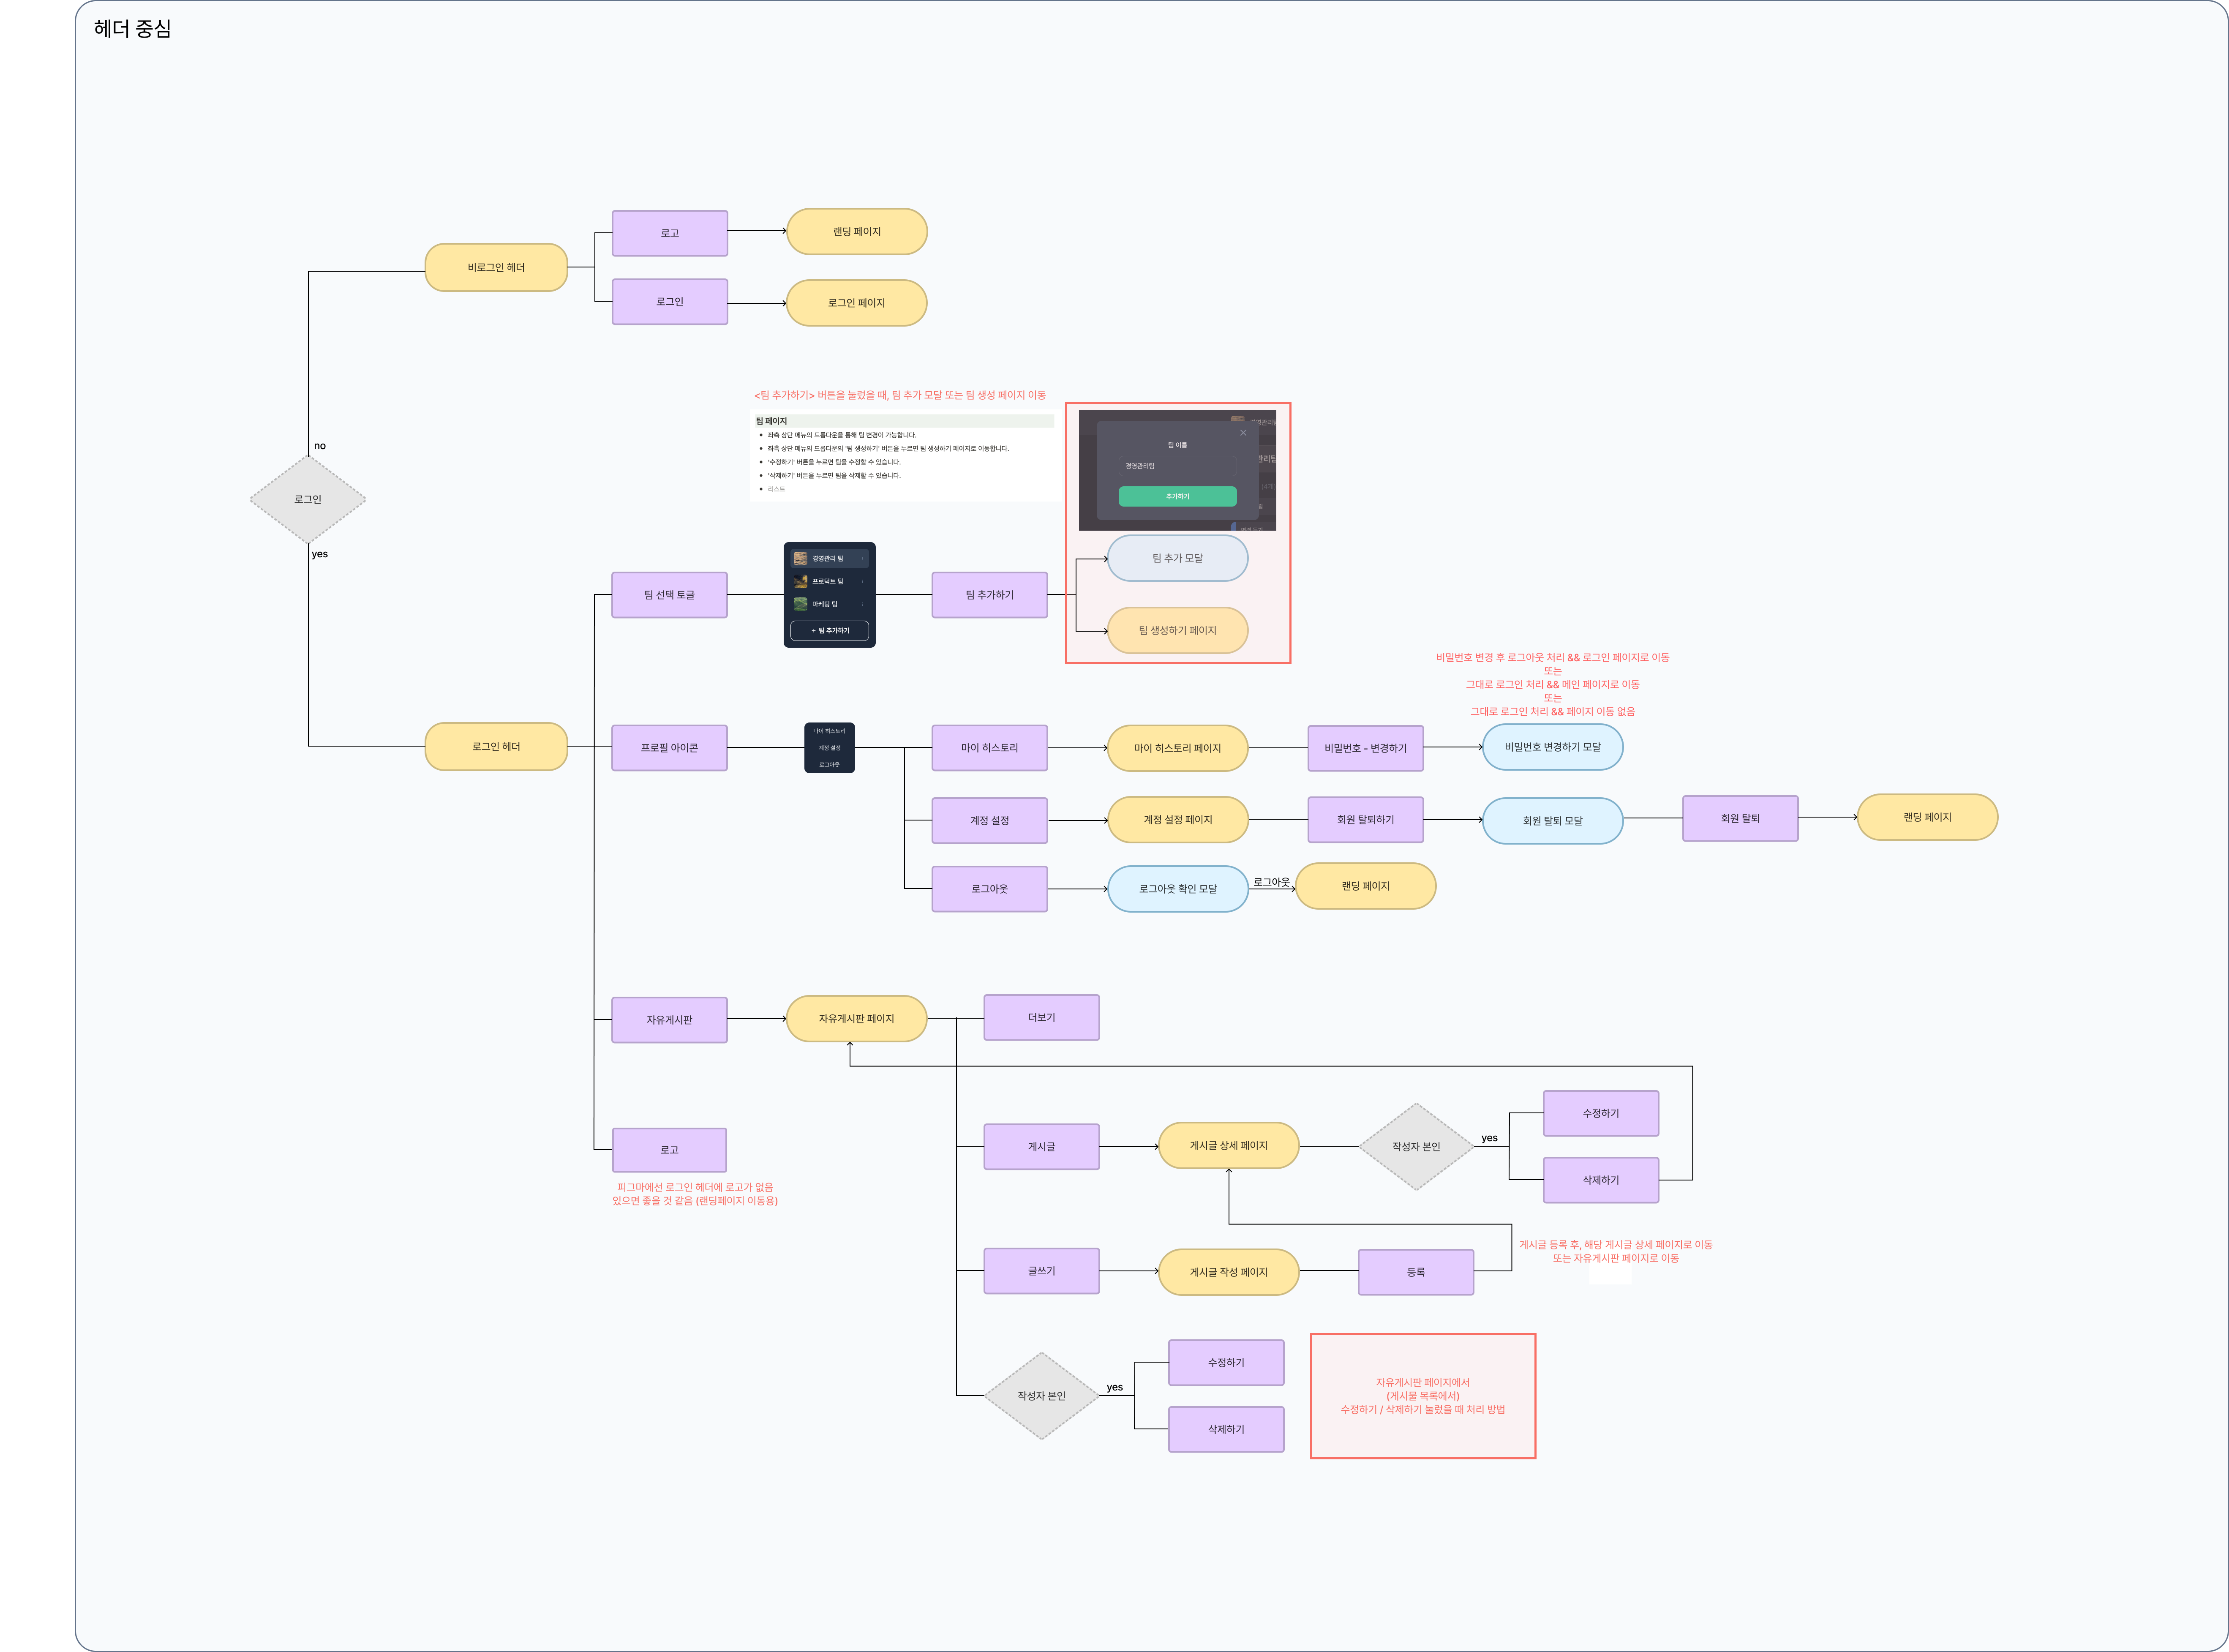 헤더 중심
로고
랜딩 페이지
비로그인 헤더
로그인
로그인 페이지
no
로그인
yes
<팀 추가하기> 버튼을 눌렀을 때, 팀 추가 모달 또는 팀 생성 페이지 이동
팀 페이지
좌측 상단 메뉴의 드롭다운을 통해 팀 변경이 가능합니다.
좌측 상단 메뉴의 드롭다운의 '팀 생성하기' 버튼을 누르면 팀 생성하기 페이지로 이동합니다.
'수정하기' 버튼을 누르면 팀을 수정할 수 있습니다.
'삭제하기' 버튼을 누르면 팀을 삭제할 수 있습니다.
리스트
팀 이름
경영관리팀
추가하기
팀 선택 토글
경영관리 팀
프로덕트 팀
마케팅 팀
+ 팀 추가하기
팀 추가하기
팀 추가 모달
팀 생성하기 페이지
비밀번호 변경 후 로그아웃 처리 && 로그인 페이지로 이동
또는
그대로 로그인 처리 && 메인 페이지로 이동
또는
그대로 로그인 처리 && 페이지 이동 없음
로그인 헤더
프로필 아이콘
마이 히스토리
계정 설정
로그아웃
마이 히스토리
마이 히스토리 페이지
비밀번호 - 변경하기
비밀번호 변경하기 모달
계정 설정
계정 설정 페이지
회원 탈퇴하기
회원 탈퇴 모달
회원 탈퇴
랜딩 페이지
로그아웃
로그아웃 확인 모달
로그아웃
랜딩 페이지
자유게시판
자유게시판 페이지
더보기
로고
피그마에선 로그인 헤더에 로고가 없음
있으면 좋을 것 같음 (랜딩페이지 이동용)
게시글
게시글 상세 페이지
작성자 본인
yes
수정하기
삭제하기
게시글 등록 후, 해당 게시글 상세 페이지로 이동
또는 자유게시판 페이지로 이동
글쓰기
게시글 작성 페이지
등록
작성자 본인
yes
수정하기
삭제하기
자유게시판 페이지에서
(게시물 목록에서)
수정하기 / 삭제하기 눌렀을 때 처리 방법